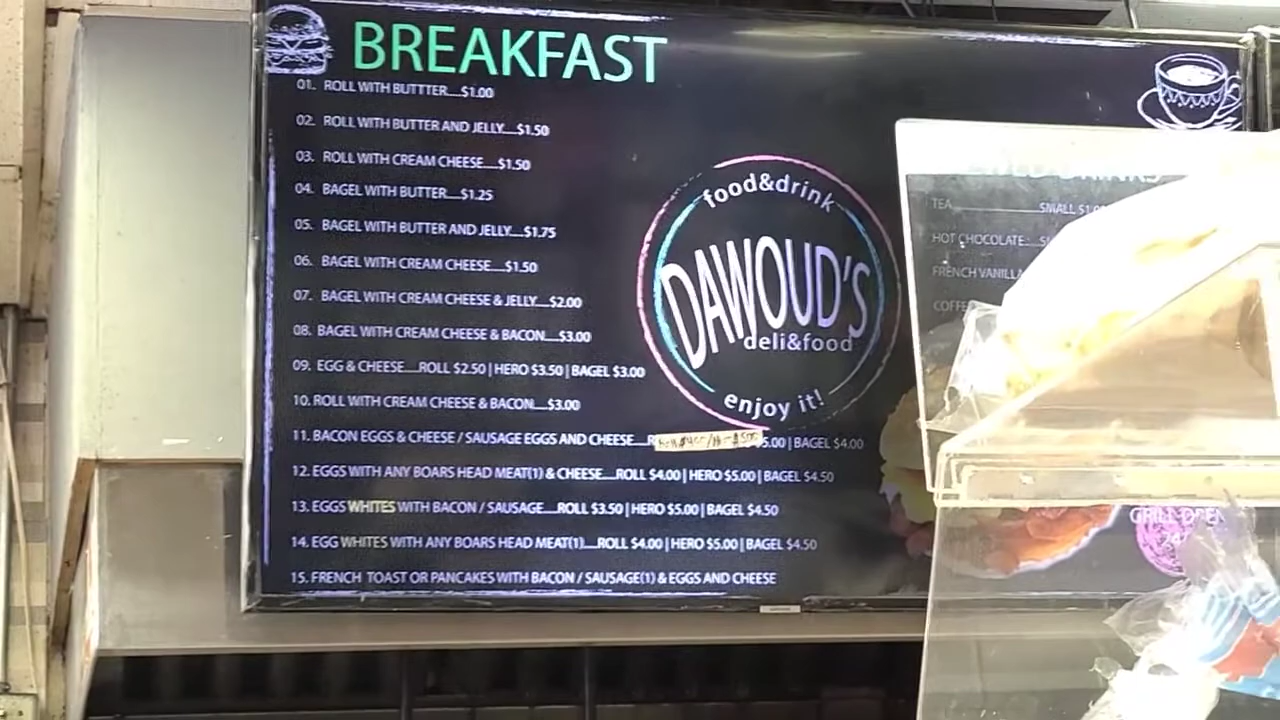 BREAKFAST
01. ROLL WITH BUTTTER....$1.00
02. ROLL WITH BUTTER AND JELLY....$1.50
03. ROLL WITH CREAM CHEESE....$1.50
04. BAGEL WITH BUTTER....$1.25
05. BAGEL WITH BUTTER AND JELLY....$1.75
06. BAGEL WITH CREAM CHEESE....$1.50
07. BAGEL WITH CREAM CHEESE & JELLY....$2.00
08. BAGEL WITH CREAM CHEESE & BACON....$3.00
09. EGG & CHEESE....ROLL $2.50 | HERO $3.50 | BAGEL $3.00
10. ROLL WITH CREAM CHEESE & BACON....$3.00
11. BACON EGGS & CHEESE / SAUSAGE EGGS AND CHEESE.... 5.00 | BAGEL $4.00
12. EGGS WITH ANY BOARS HEAD MEAT(1) & CHEESE....ROLL $4.00 | HERO $5.00 | BAGEL $4.50
13. EGGS WHITES WITH BACON / SAUSAGE....ROLL $3.50 | HERO $5.00 | BAGEL $4.50
14. EGG WHITES WITH ANY BOARS HEAD MEAT(1)....ROLL $4.00 | HERO $5.00 | BAGEL $4.50
15. FRENCH TOAST OR PANCAKES WITH BACON / SAUSAGE(1) & EGGS AND CHEESE
food&drink
DAWOUD'S
deli&food
enjoy it!
TEA SMALL
HOT CHOCOLATE:
FRENCH
GRILL